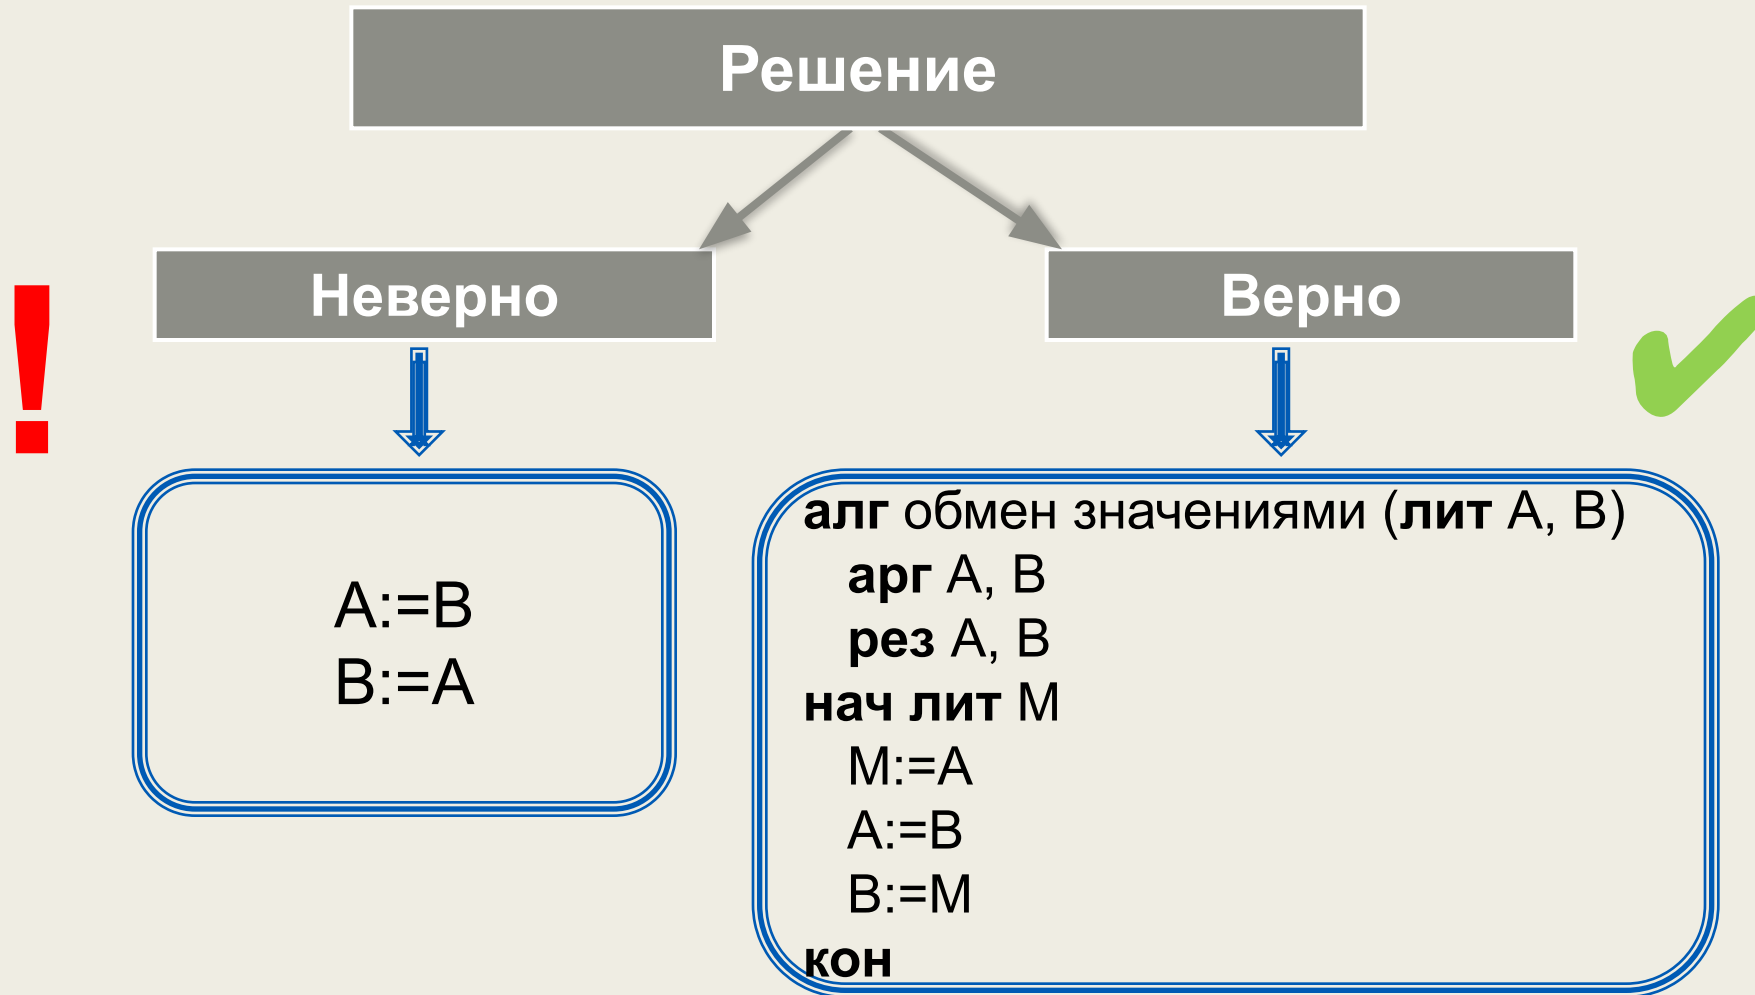 Решение
Неверно
Верно
А:=В
В:=А
алг обмен значениями (лит А, В)
арг А, В
рез А, В
нач лит М
М:=А
А:=В
В:=М
кон